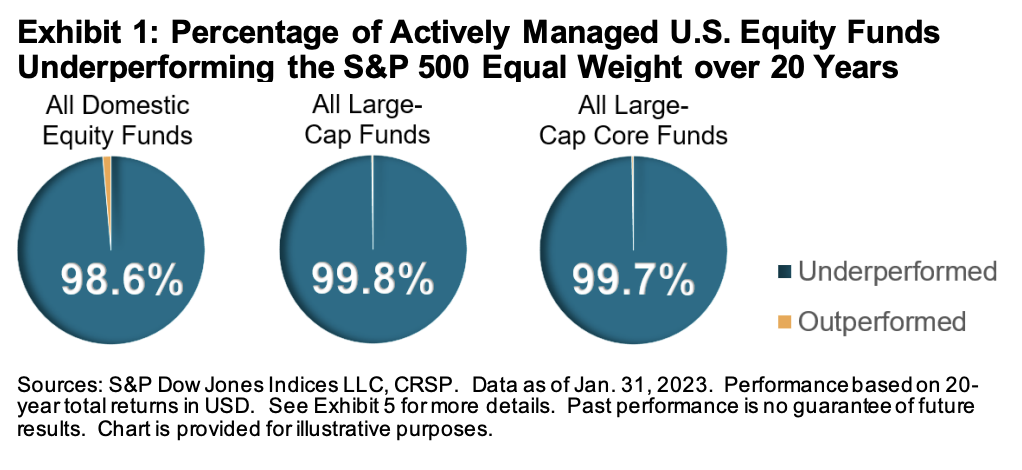 Exhibit 1: Percentage of Actively Managed U.S. Equity Funds
Underperforming the S&P 500 Equal Weight over 20 Years
All Domestic
Equity Funds
All Large-
Cap Funds
All Large-
Cap Core Funds
98.6%
99.8%
99.7%
Underperformed
Outperformed
Sources: S&P Dow Jones Indices LLC, CRSP. Data as of Jan. 31, 2023. Performance based on 20-
year total returns in USD. See Exhibit 5 for more details. Past performance is no guarantee of future
results. Chart is provided for illustrative purposes.